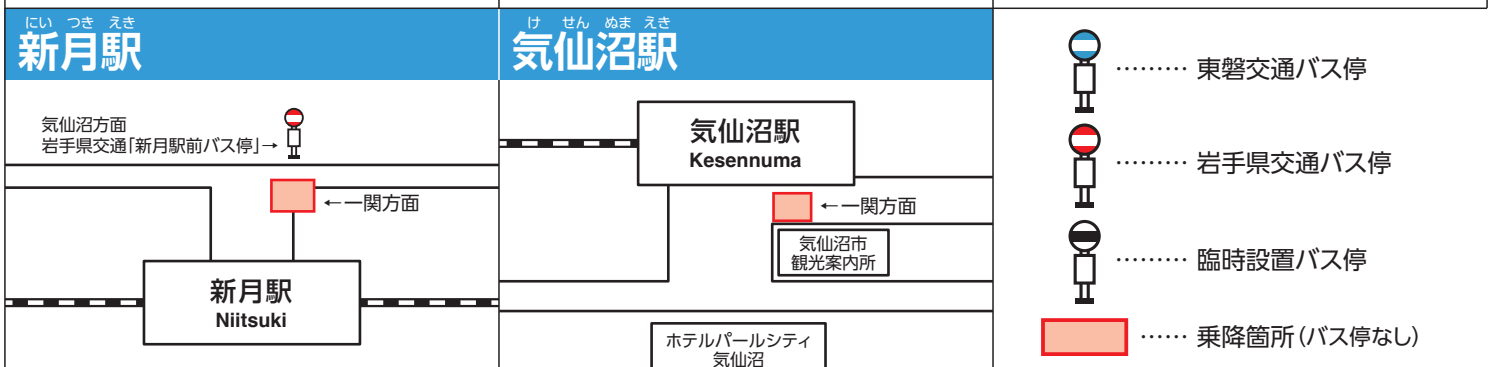 にい つき えき
新月駅
気仙沼方面
岩手県交通「新月駅前バス停」→
←一関方面
新月駅
Niitsuki
け せん ぬま えき
気仙沼駅
気仙沼駅
Kesennuma
←一関方面
気仙沼市
観光案内所
ホテルパールシティ
気仙沼
……… 東磐交通バス停
……… 岩手県交通バス停
……… 臨時設置バス停
…… 乗降箇所(バス停なし)